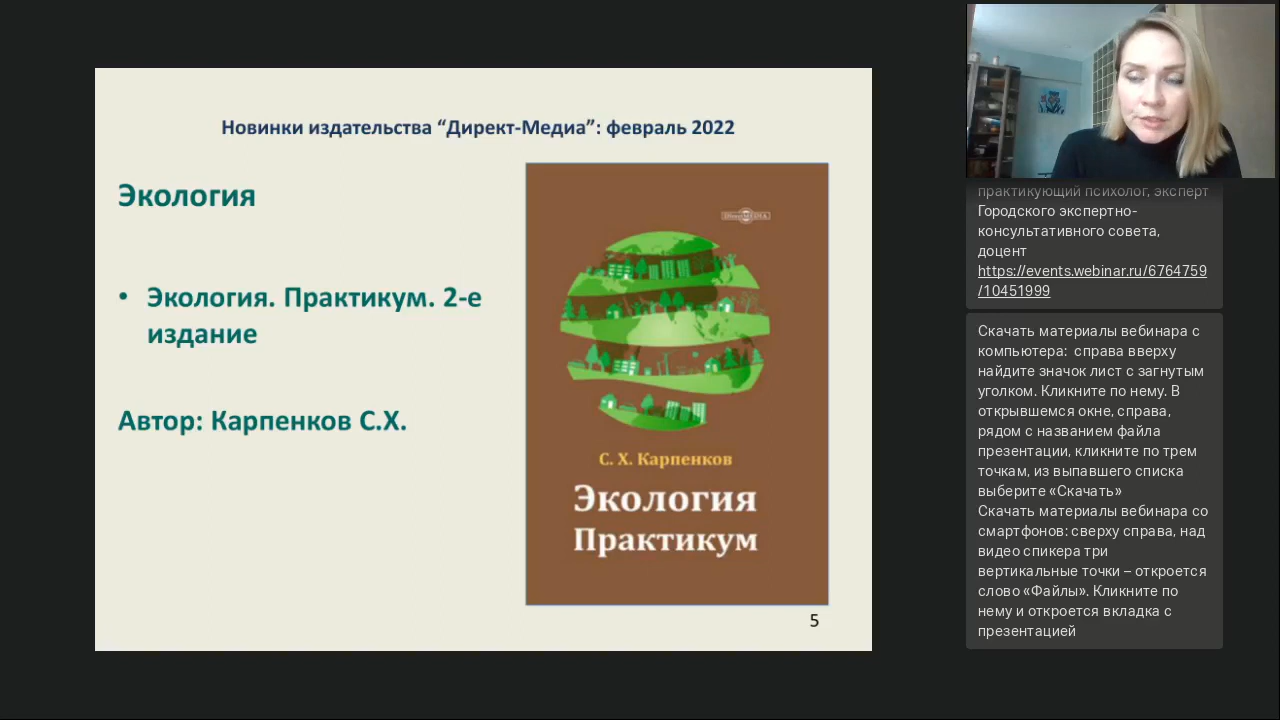 Новинки издательства “Директ-Медиа”: февраль 2022
Экология
• Экология. Практикум. 2-е
издание
Автор: Карпенков С.Х.
DirectMEDIA
С. Х. Карпенков
Экология
Практикум
5
практикующий психолог, эксперт
Городского экспертно-
консультативного совета,
доцент
https://events.webinar.ru/6764759
/10451999
Скачать материалы вебинара с
компьютера:  справа вверху
найдите значок лист с загнутым
уголком. Кликните по нему. В
открывшемся окне, справа,
рядом с названием файла
презентации, кликните по трем
точкам, из выпавшего списка
выберите «Скачать»
Скачать материалы вебинара со
смартфонов: сверху справа, над
видео спикера три
вертикальные точки – откроется
слово «Файлы». Кликните по
нему и откроется вкладка с
презентацией